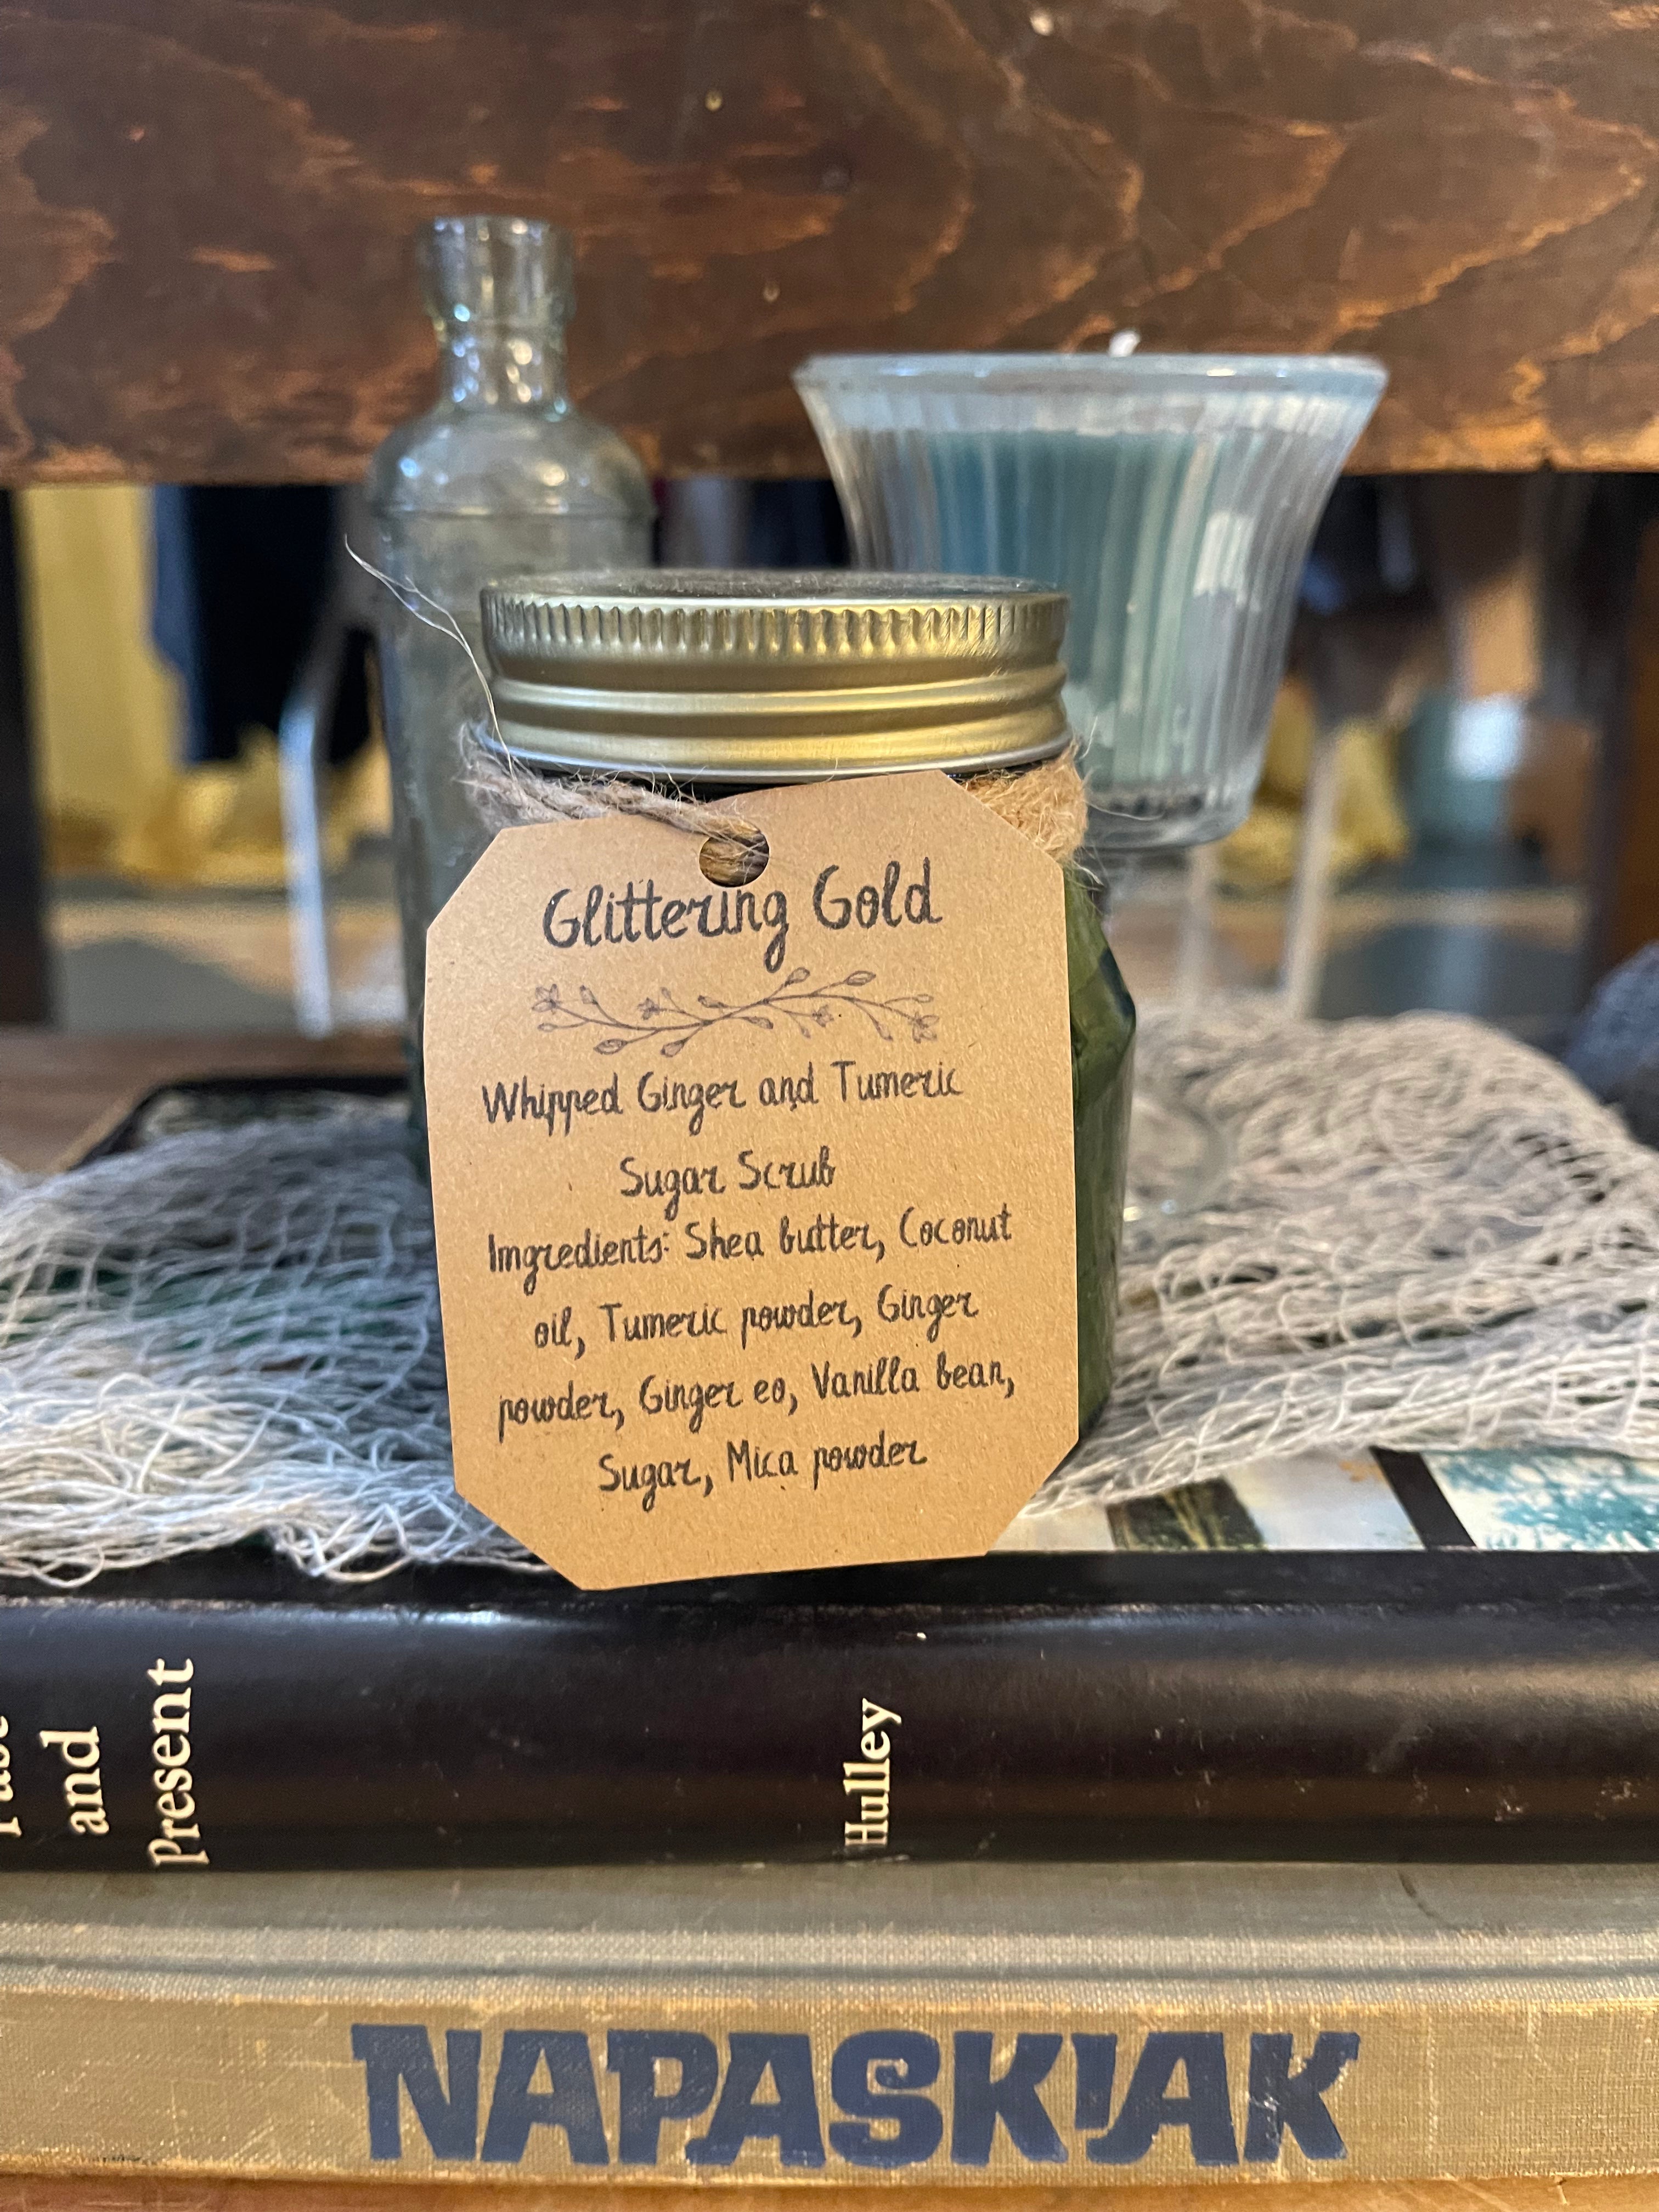 Glittering Gold
Whipped Ginger and Tumeric
Sugar Scrub
Imgredients: Shea butter, Coconut
oil, Tumeric powder, Ginger
powder, Ginger eo, Vanilla bean,
Sugar, Mica powder
and
Present
Hulley
NAPASKIAK